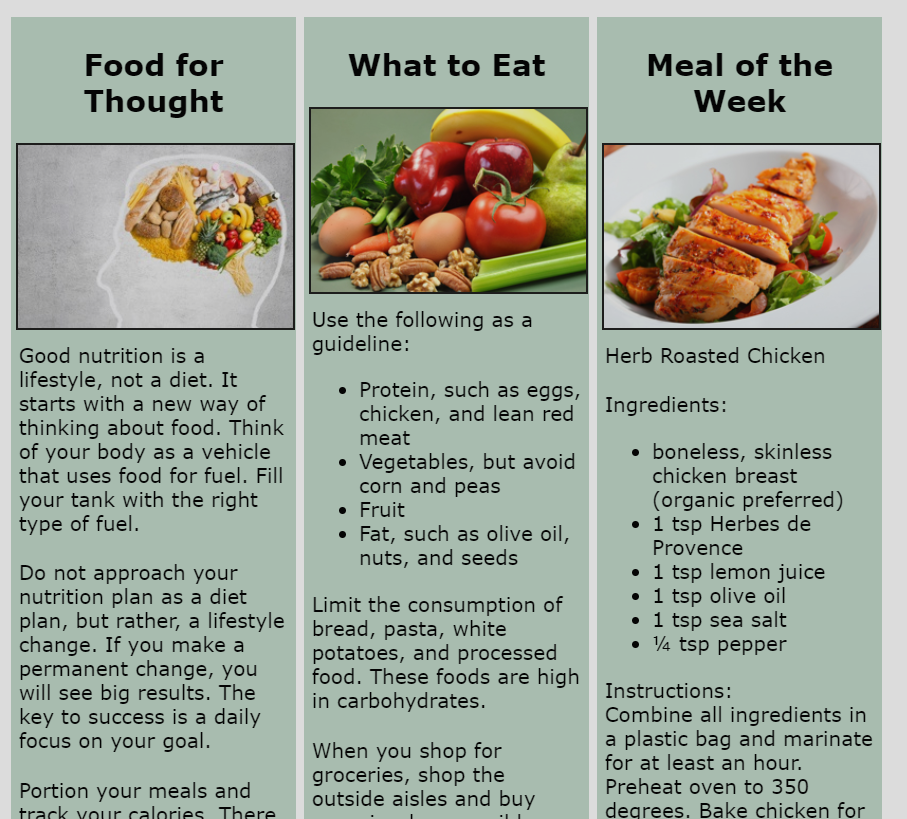 Food for
Thought
Good nutrition is a
lifestyle, not a diet. It
starts with a new way of
thinking about food. Think
of your body as a vehicle
that uses food for fuel. Fill
your tank with the right
type of fuel.
Do not approach your
nutrition plan as a diet
plan, but rather, a lifestyle
change. If you make a
permanent change, you
will see big results. The
key to success is a daily
focus on your goal.
Portion your meals and
track your calories. There
What to Eat
Use the following as a
guideline:
• Protein, such as eggs,
chicken, and lean red
meat
• Vegetables, but avoid
corn and peas
• Fruit
• Fat, such as olive oil,
nuts, and seeds
Limit the consumption of
bread, pasta, white
potatoes, and processed
food. These foods are high
in carbohydrates.
When you shop for
groceries, shop the
outside aisles and buy
Meal of the
Week
Herb Roasted Chicken
Ingredients:
• boneless, skinless
chicken breast
(organic preferred)
• 1 tsp Herbes de
Provence
• 1 tsp lemon juice
• 1 tsp olive oil
• 1 tsp sea salt
• ¼ tsp pepper
Instructions:
Combine all ingredients in
a plastic bag and marinate
for at least an hour.
Preheat oven to 350
degrees. Bake chicken for